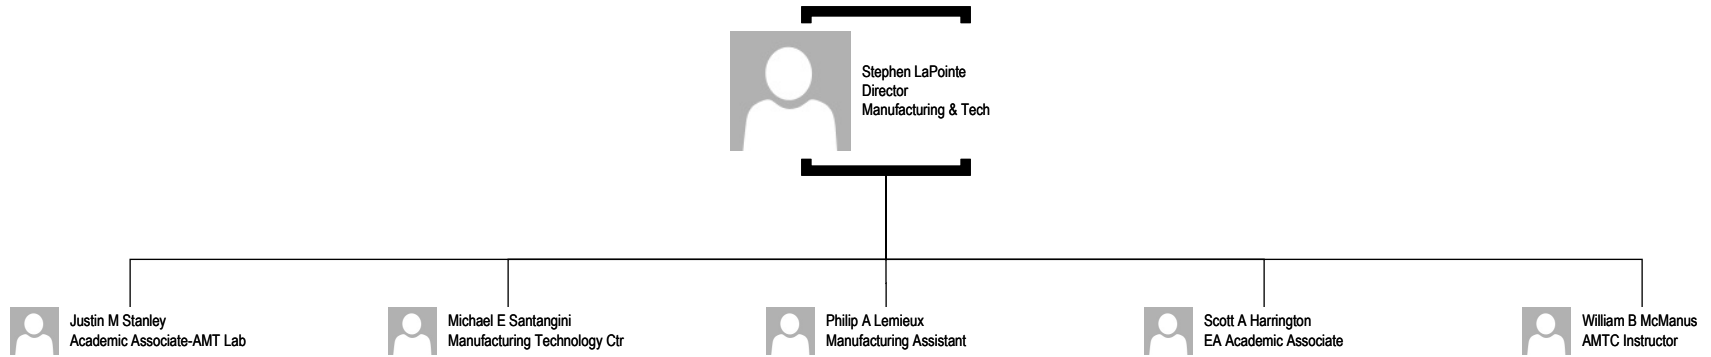 Stephen LaPointe
Director
Manufacturing & Tech
Justin M Stanley
Academic Associate-AMT Lab
Michael E Santangini
Manufacturing Technology Ctr
Philip A Lemieux
Manufacturing Assistant
Scott A Harrington
EA Academic Associate
William B McManus
AMTC Instructor